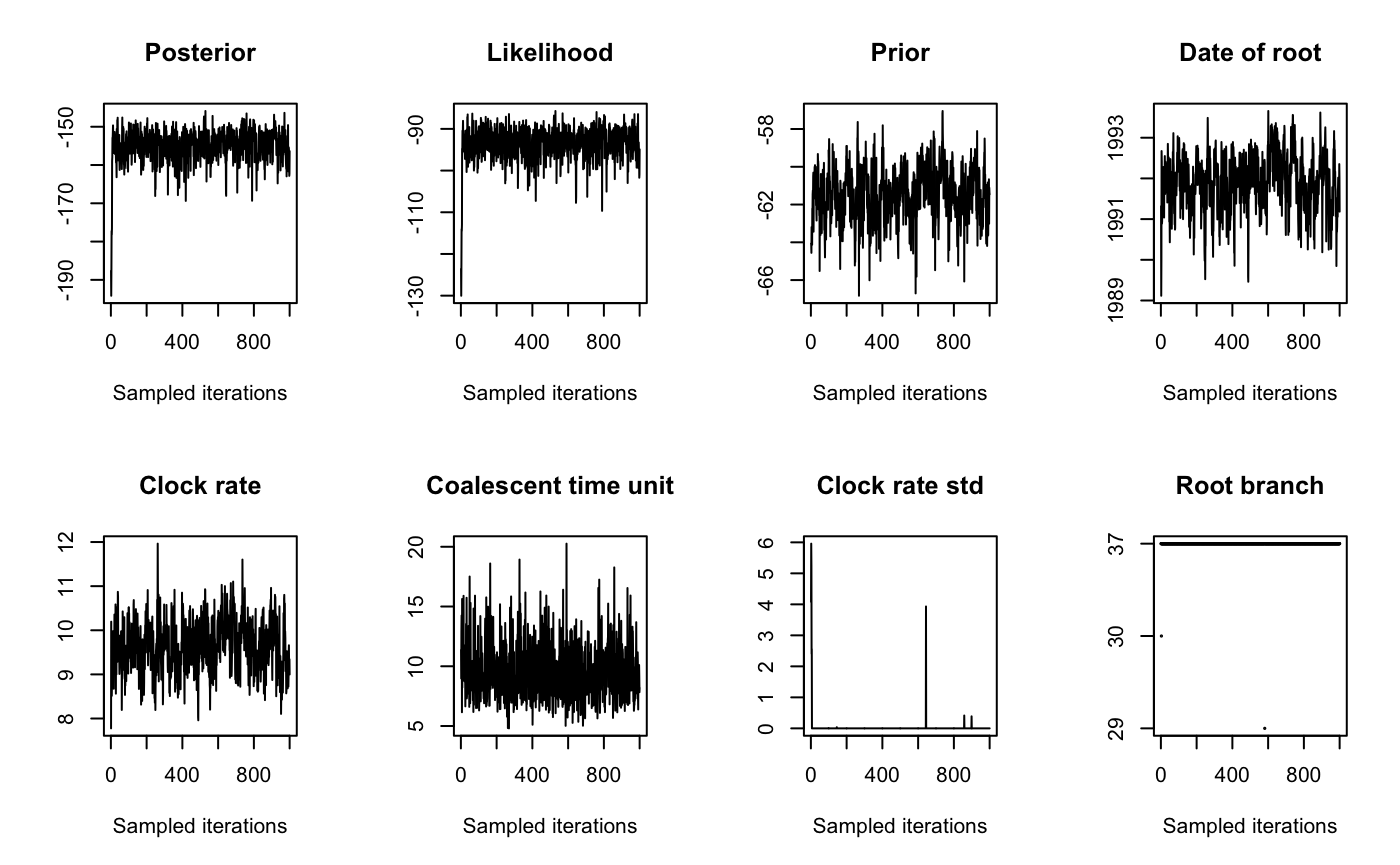 Posterior
Likelihood
Prior
Date of root
-150
-170
-190
0 400 800
Sampled iterations
-90
-110
-130
0 400 800
Sampled iterations
-58
-62
-66
0 400 800
Sampled iterations
1993
1991
1989
0 400 800
Sampled iterations
Clock rate
Coalescent time unit
Clock rate std
Root branch
12
11
10
9
8
0 400 800
Sampled iterations
20
15
10
5
0 400 800
Sampled iterations
6
5
4
3
2
1
0
0 400 800
Sampled iterations
37
30
29
0 400 800
Sampled iterations